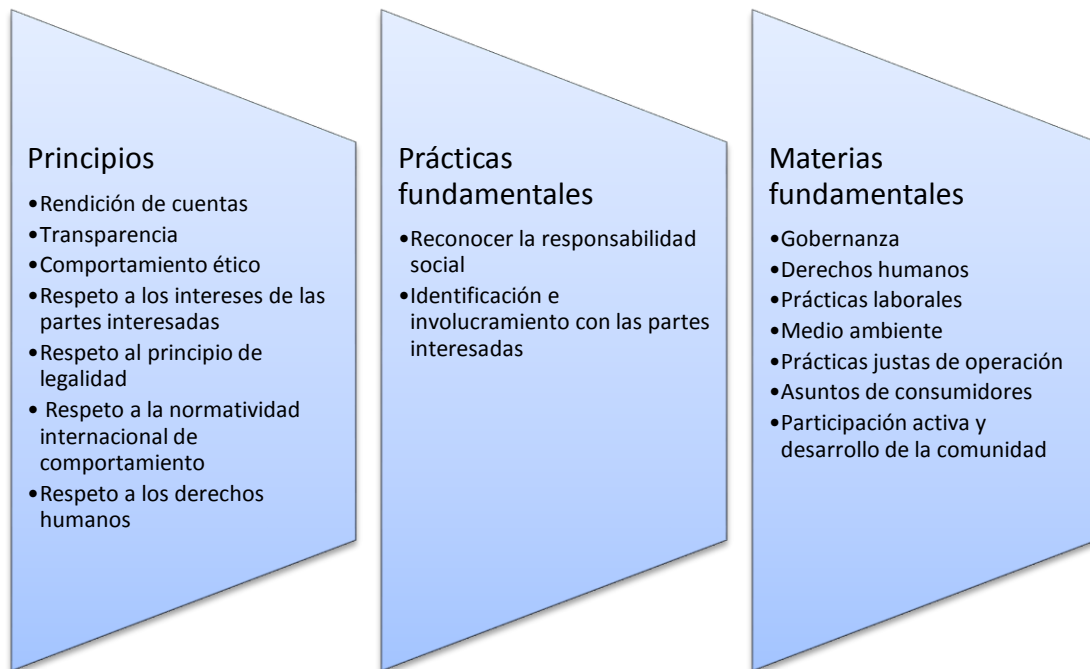 Principios
•Rendición de cuentas
•Transparencia
•Comportamiento ético
•Respeto a los intereses de las
partes interesadas
•Respeto al principio de
legalidad
• Respeto a la normatividad
internacional de
comportamiento
•Respeto a los derechos
humanos
Prácticas
fundamentales
•Reconocer la responsabilidad
social
•Identificación e
involucramiento con las partes
interesadas
Materias
fundamentales
•Gobernanza
•Derechos humanos
•Prácticas laborales
•Medio ambiente
•Prácticas justas de operación
•Asuntos de consumidores
•Participación activa y
desarrollo de la comunidad